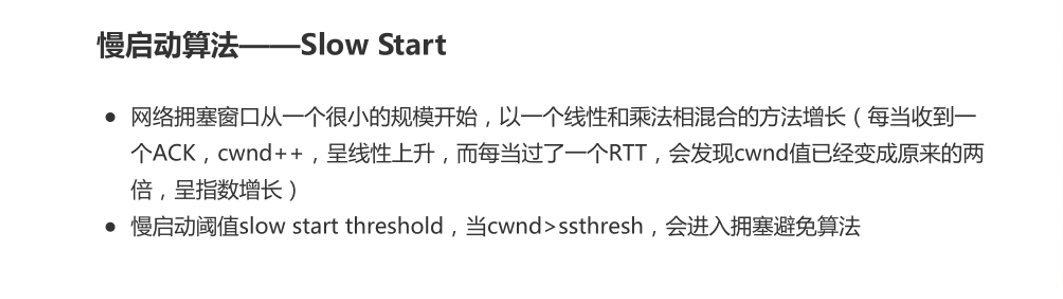 慢启动算法——Slow Start
● 网络拥塞窗口从一个很小的规模开始，以一个线性和乘法相混合的方法增长（每当收到一
个ACK，cwnd++，呈线性上升，而每当过了一个RTT，会发现cwnd值已经变成原来的两
倍，呈指数增长）
● 慢启动阈值slow start threshold，当cwnd>ssthresh，会进入拥塞避免算法